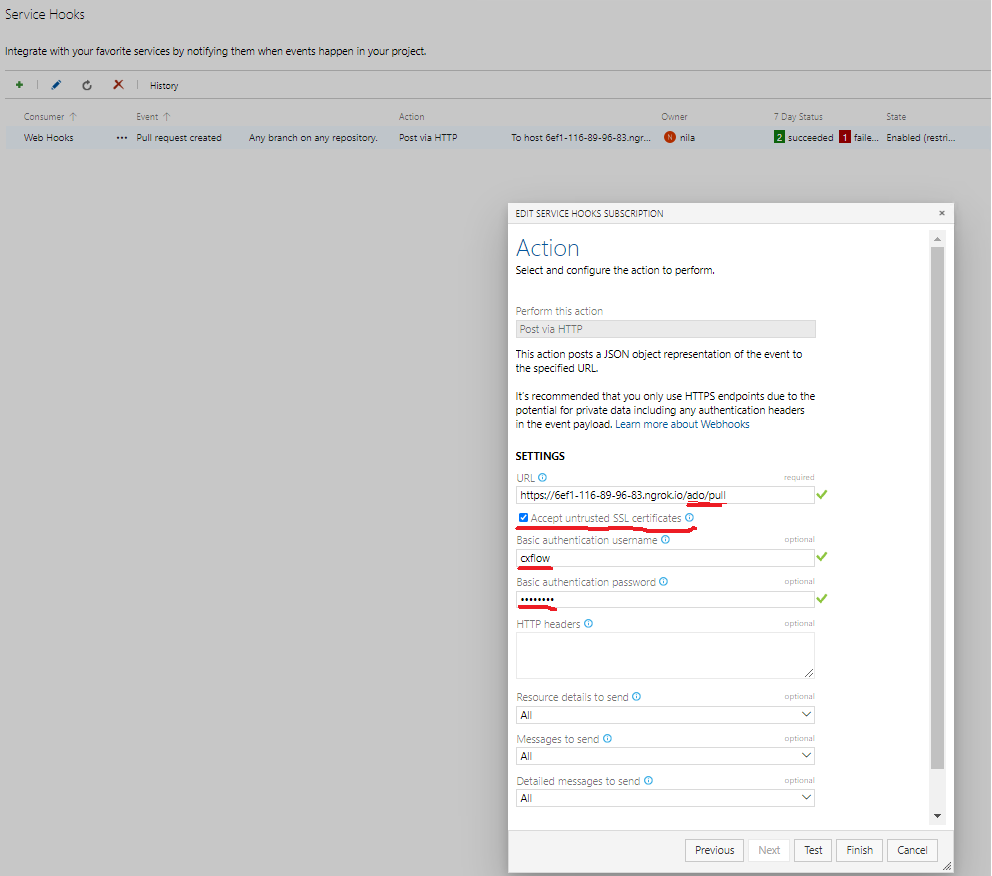 Service Hooks
Integrate with your favorite services by notifying them when events happen in your project.
History
Consumer Event Action Owner 7 Day Status State
Web Hooks ••• Pull request created Any branch on any repository. Post via HTTP To host 6ef1-116-89-96-83.ngr... N nila 2 succeeded 1 faile... Enabled (restri...
EDIT SERVICE HOOKS SUBSCRIPTION
Action
Select and configure the action to perform.
Perform this action
Post via HTTP
This action posts a JSON object representation of the event to
the specified URL.
It's recommended that you only use HTTPS endpoints due to the
potential for private data including any authentication headers
in the event payload. Learn more about Webhooks
SETTINGS
URL required
https://6ef1-116-89-96-83.ngrok.io/ado/pull
Accept untrusted SSL certificates
Basic authentication username optional
cxflow
Basic authentication password optional
••••••••
HTTP headers optional
Resource details to send optional
All
Messages to send optional
All
Detailed messages to send optional
All
Previous Next Test Finish Cancel